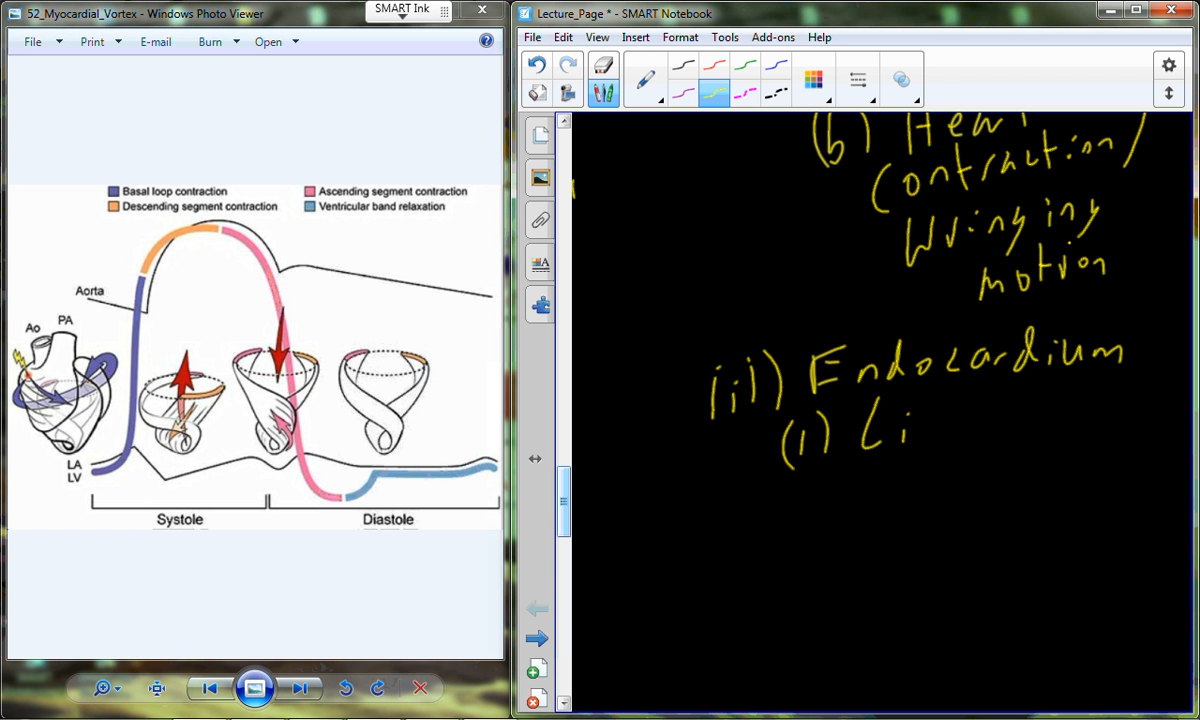 52_Myocardial_Vortex - Windows Photo Viewer
SMART Ink
File Print E-mail Burn Open
Basal loop contraction
Descending segment contraction
Ascending segment contraction
Ventricular band relaxation
Aorta
Ao
PA
LA
LV
Systole
Diastole
Lecture_Page * - SMART Notebook
File Edit View Insert Format Tools Add-ons Help
(b) Heart
Contraction/
Wringing
motion
iii) Endocardium
(1) Li